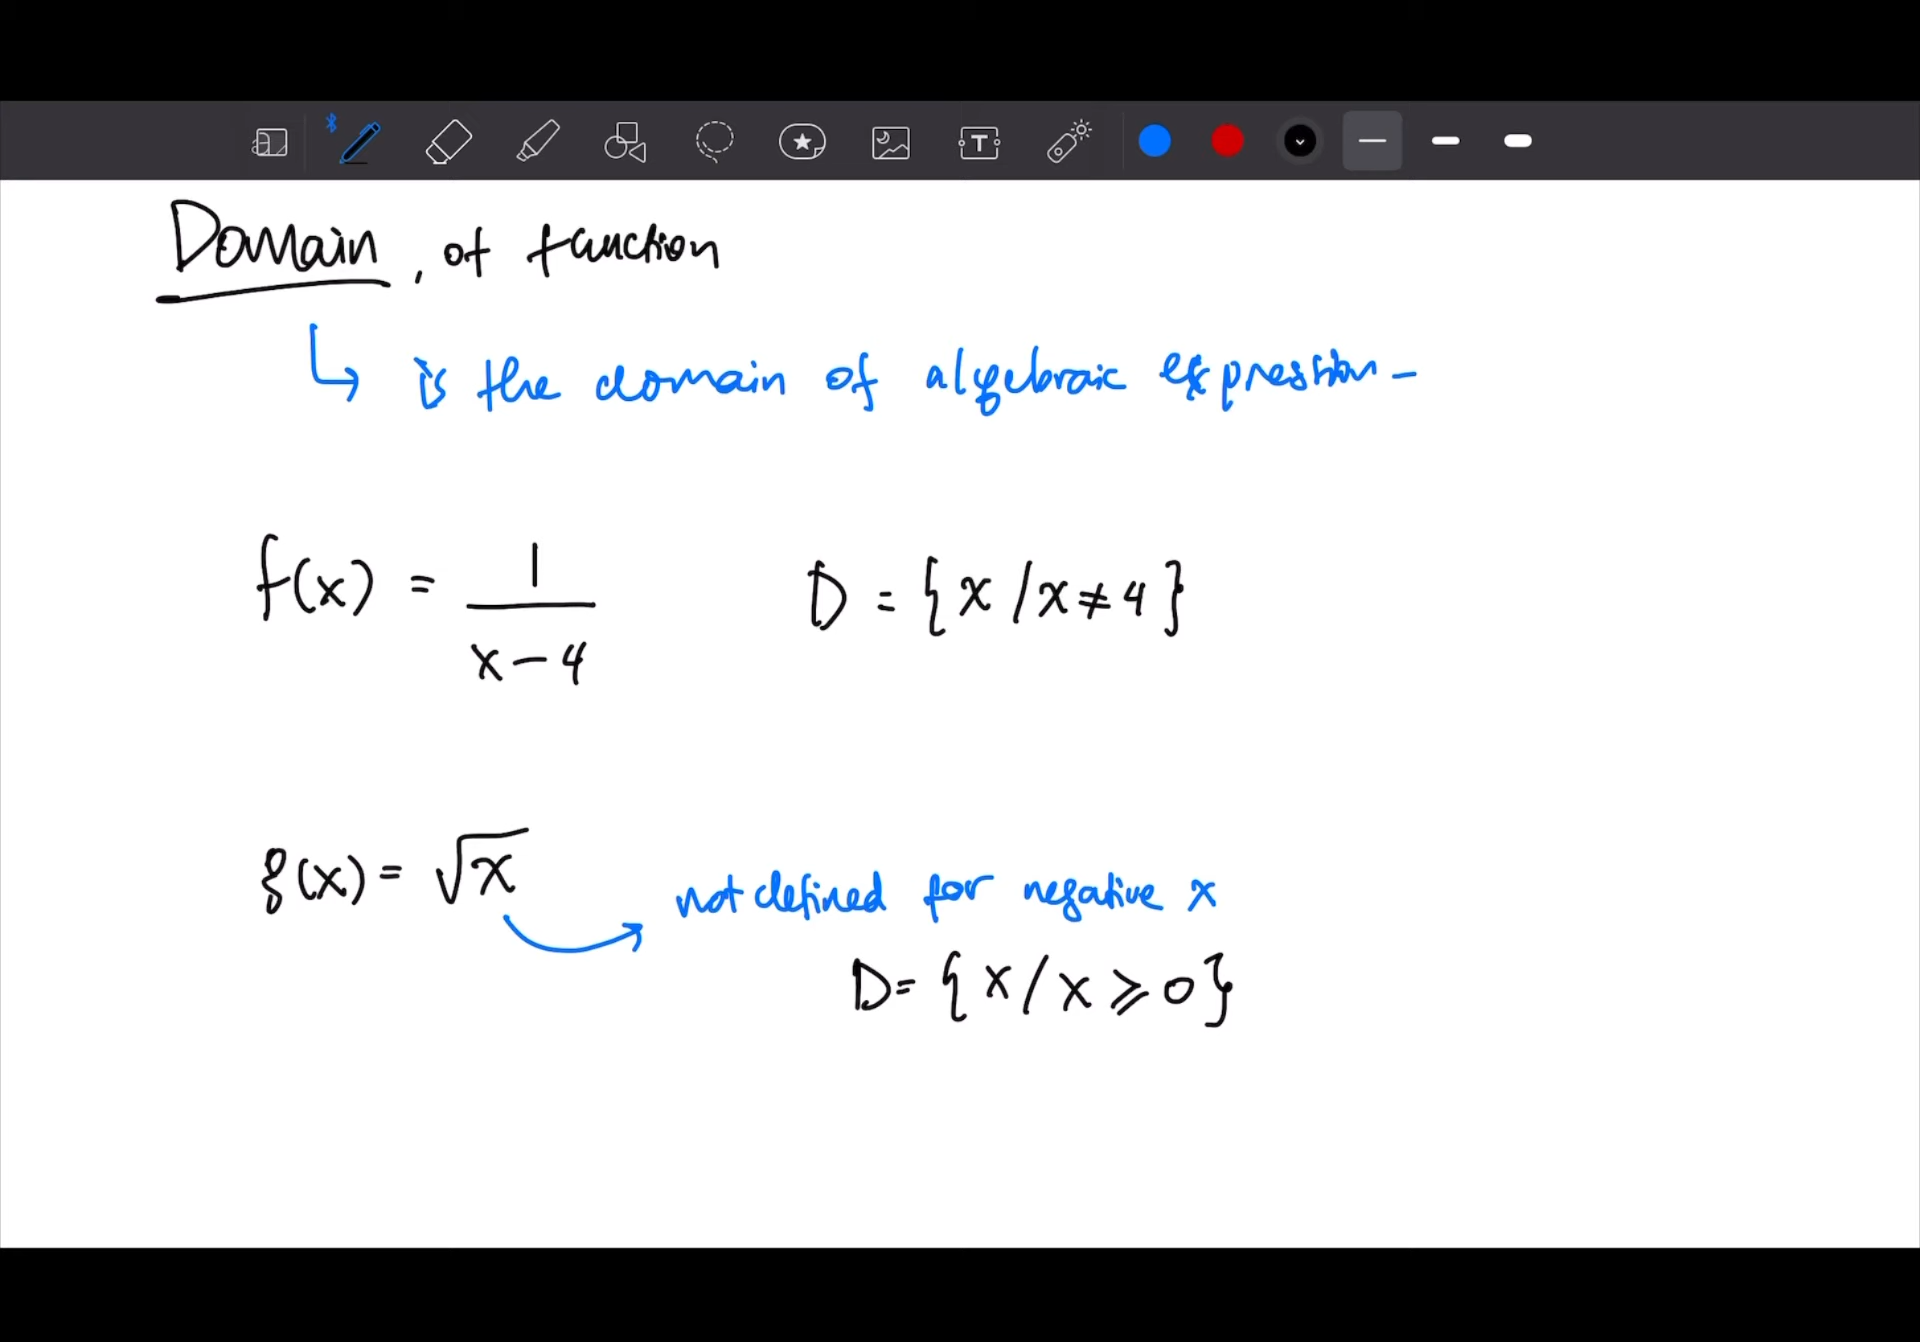 Domain, of function
↳ is the domain of algebraic expression -
f(x) = 1/(x-4) D = {x / x ≠ 4}
g(x) = √x
not defined for negative x
D = {x / x ⩾ 0}